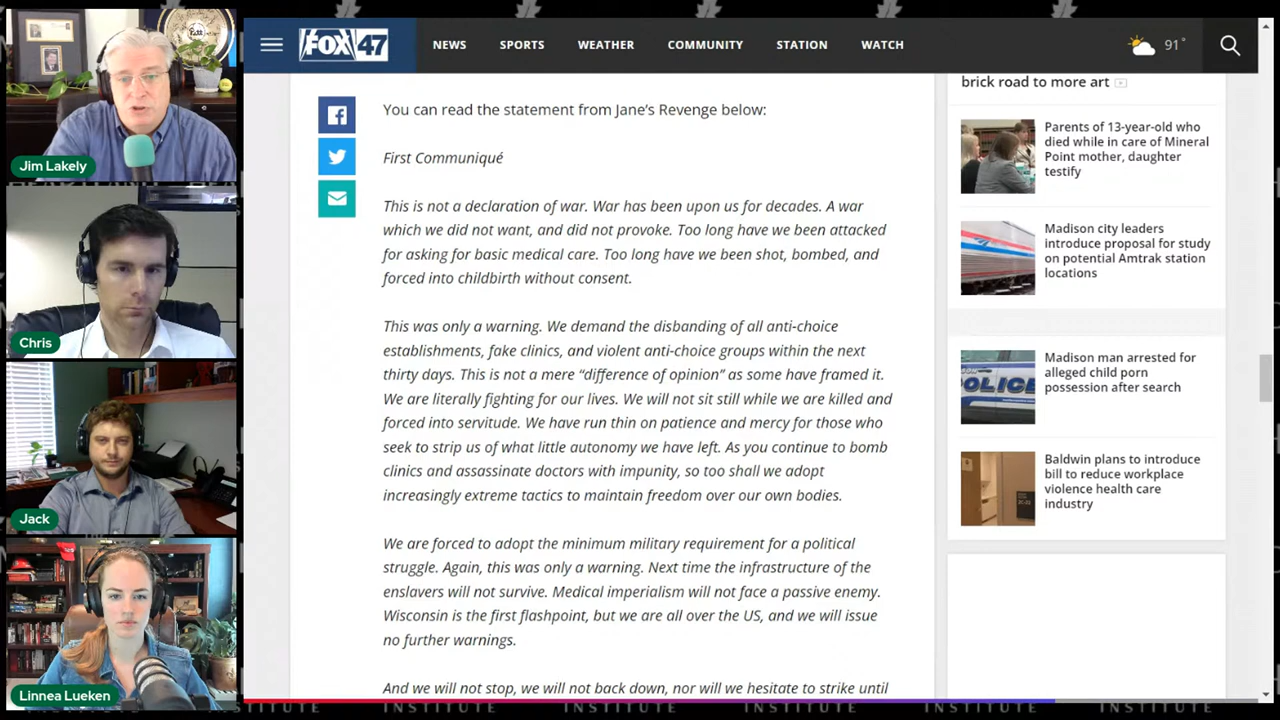 Jim Lakely
Chris
Jack
Linnea Lueken
FOX 47
NEWS
SPORTS
WEATHER
COMMUNITY
STATION
WATCH
91°
You can read the statement from Jane's Revenge below:
First Communiqué
This is not a declaration of war. War has been upon us for decades. A war
which we did not want, and did not provoke. Too long have we been attacked
for asking for basic medical care. Too long have we been shot, bombed, and
forced into childbirth without consent.
This was only a warning. We demand the disbanding of all anti-choice
establishments, fake clinics, and violent anti-choice groups within the next
thirty days. This is not a mere “difference of opinion” as some have framed it.
We are literally fighting for our lives. We will not sit still while we are killed and
forced into servitude. We have run thin on patience and mercy for those who
seek to strip us of what little autonomy we have left. As you continue to bomb
clinics and assassinate doctors with impunity, so too shall we adopt
increasingly extreme tactics to maintain freedom over our own bodies.
We are forced to adopt the minimum military requirement for a political
struggle. Again, this was only a warning. Next time the infrastructure of the
enslavers will not survive. Medical imperialism will not face a passive enemy.
Wisconsin is the first flashpoint, but we are all over the US, and we will issue
no further warnings.
And we will not stop, we will not back down, nor will we hesitate to strike until
brick road to more art
Parents of 13-year-old who
died while in care of Mineral
Point mother, daughter
testify
Madison city leaders
introduce proposal for study
on potential Amtrak station
locations
Madison man arrested for
alleged child porn
possession after search
POLICE
Baldwin plans to introduce
bill to reduce workplace
violence health care
industry
INSTITUTE INSTITUTE INSTITUTE INSTITUTE INSTITUTE INSTITUTE INSTITUTE